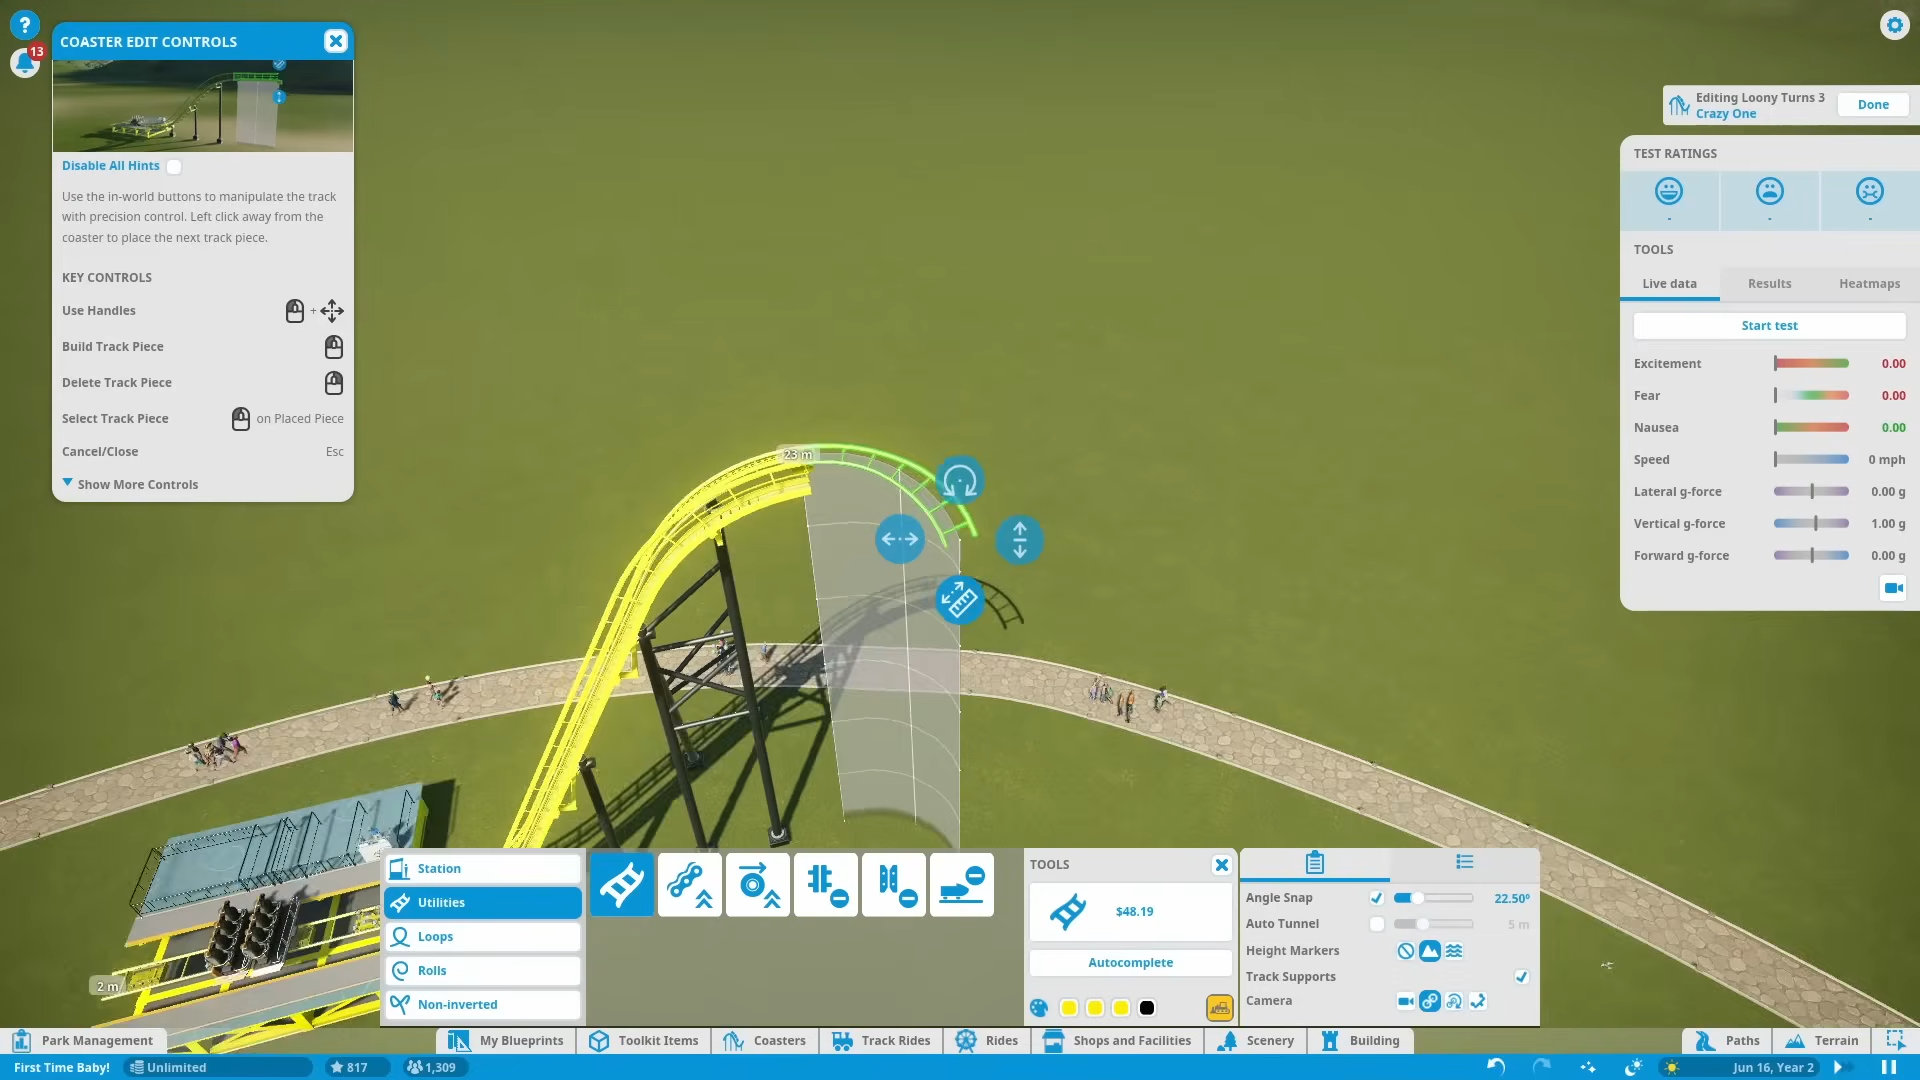 ?
13
COASTER EDIT CONTROLS
Disable All Hints
Use the in-world buttons to manipulate the track
with precision control. Left click away from the
coaster to place the next track piece.
KEY CONTROLS
Use Handles
+
Build Track Piece
Delete Track Piece
Select Track Piece on Placed Piece
Cancel/Close Esc
Show More Controls
Editing Loony Turns 3
Crazy One
Done
TEST RATINGS
- - -
TOOLS
Live data Results Heatmaps
Start test
Excitement 0.00
Fear 0.00
Nausea 0.00
Speed 0 mph
Lateral g-force 0.00 g
Vertical g-force 1.00 g
Forward g-force 0.00 g
23 m
2 m
Station
Utilities
Loops
Rolls
Non-inverted
TOOLS
$48.19
Autocomplete
Angle Snap 22.50º
Auto Tunnel 5 m
Height Markers
Track Supports
Camera
Park Management
My Blueprints
Toolkit Items
Coasters
Track Rides
Rides
Shops and Facilities
Scenery
Building
Paths
Terrain
First Time Baby!
Unlimited
817
1,309
Jun 16, Year 2